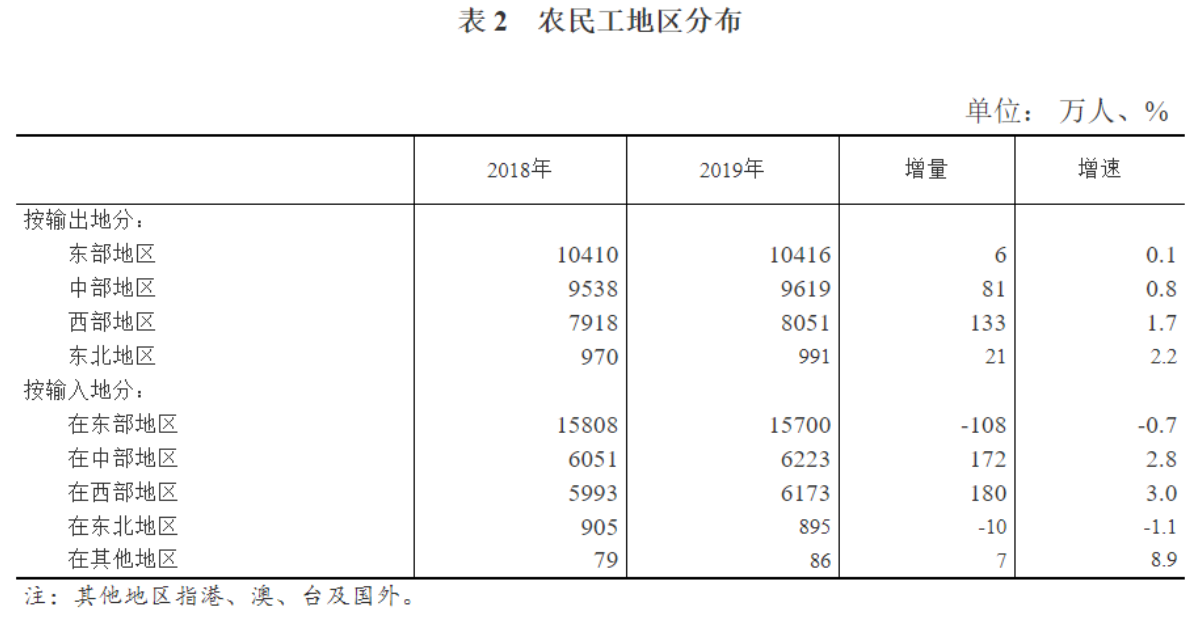 表 2 农民工地区分布
单位： 万人、%
2018年 2019年 增量 增速
按输出地分：
东部地区 10410 10416 6 0.1
中部地区 9538 9619 81 0.8
西部地区 7918 8051 133 1.7
东北地区 970 991 21 2.2
按输入地分：
在东部地区 15808 15700 -108 -0.7
在中部地区 6051 6223 172 2.8
在西部地区 5993 6173 180 3.0
在东北地区 905 895 -10 -1.1
在其他地区 79 86 7 8.9
注：其他地区指港、澳、台及国外。